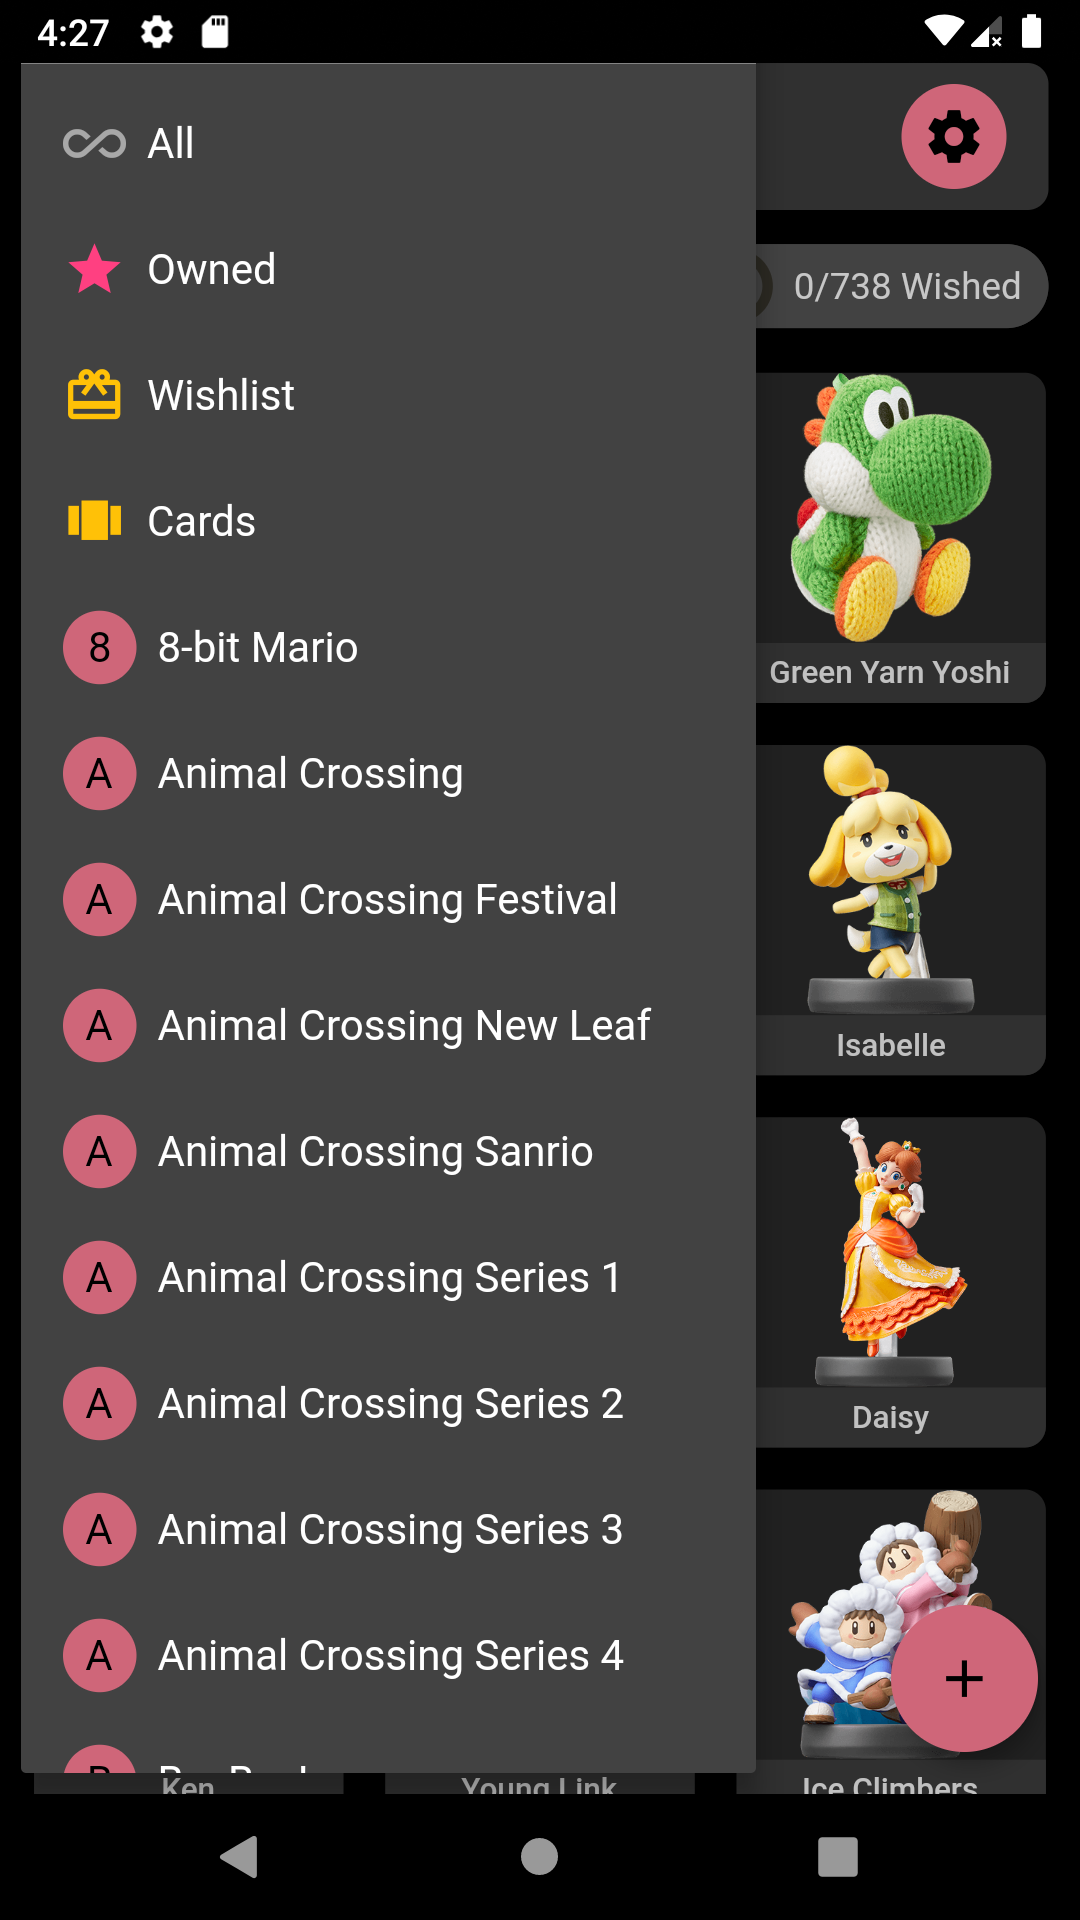 4:27
All
Owned
0/738 Wished
Wishlist
Cards
8 8-bit Mario
Green Yarn Yoshi
A Animal Crossing
A Animal Crossing Festival
A Animal Crossing New Leaf
Isabelle
A Animal Crossing Sanrio
A Animal Crossing Series 1
A Animal Crossing Series 2
Daisy
A Animal Crossing Series 3
A Animal Crossing Series 4
Ken
Young Link
Ice Climbers